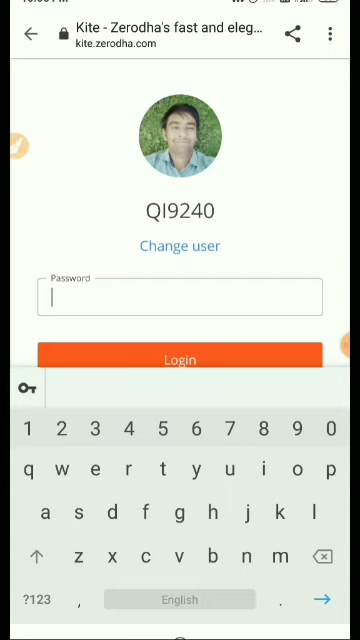 Kite - Zerodha's fast and eleg...
kite.zerodha.com
QI9240
Change user
Password
Login
1 2 3 4 5 6 7 8 9 0
q w e r t y u i o p
a s d f g h j k l
z x c v b n m
?123 , English .